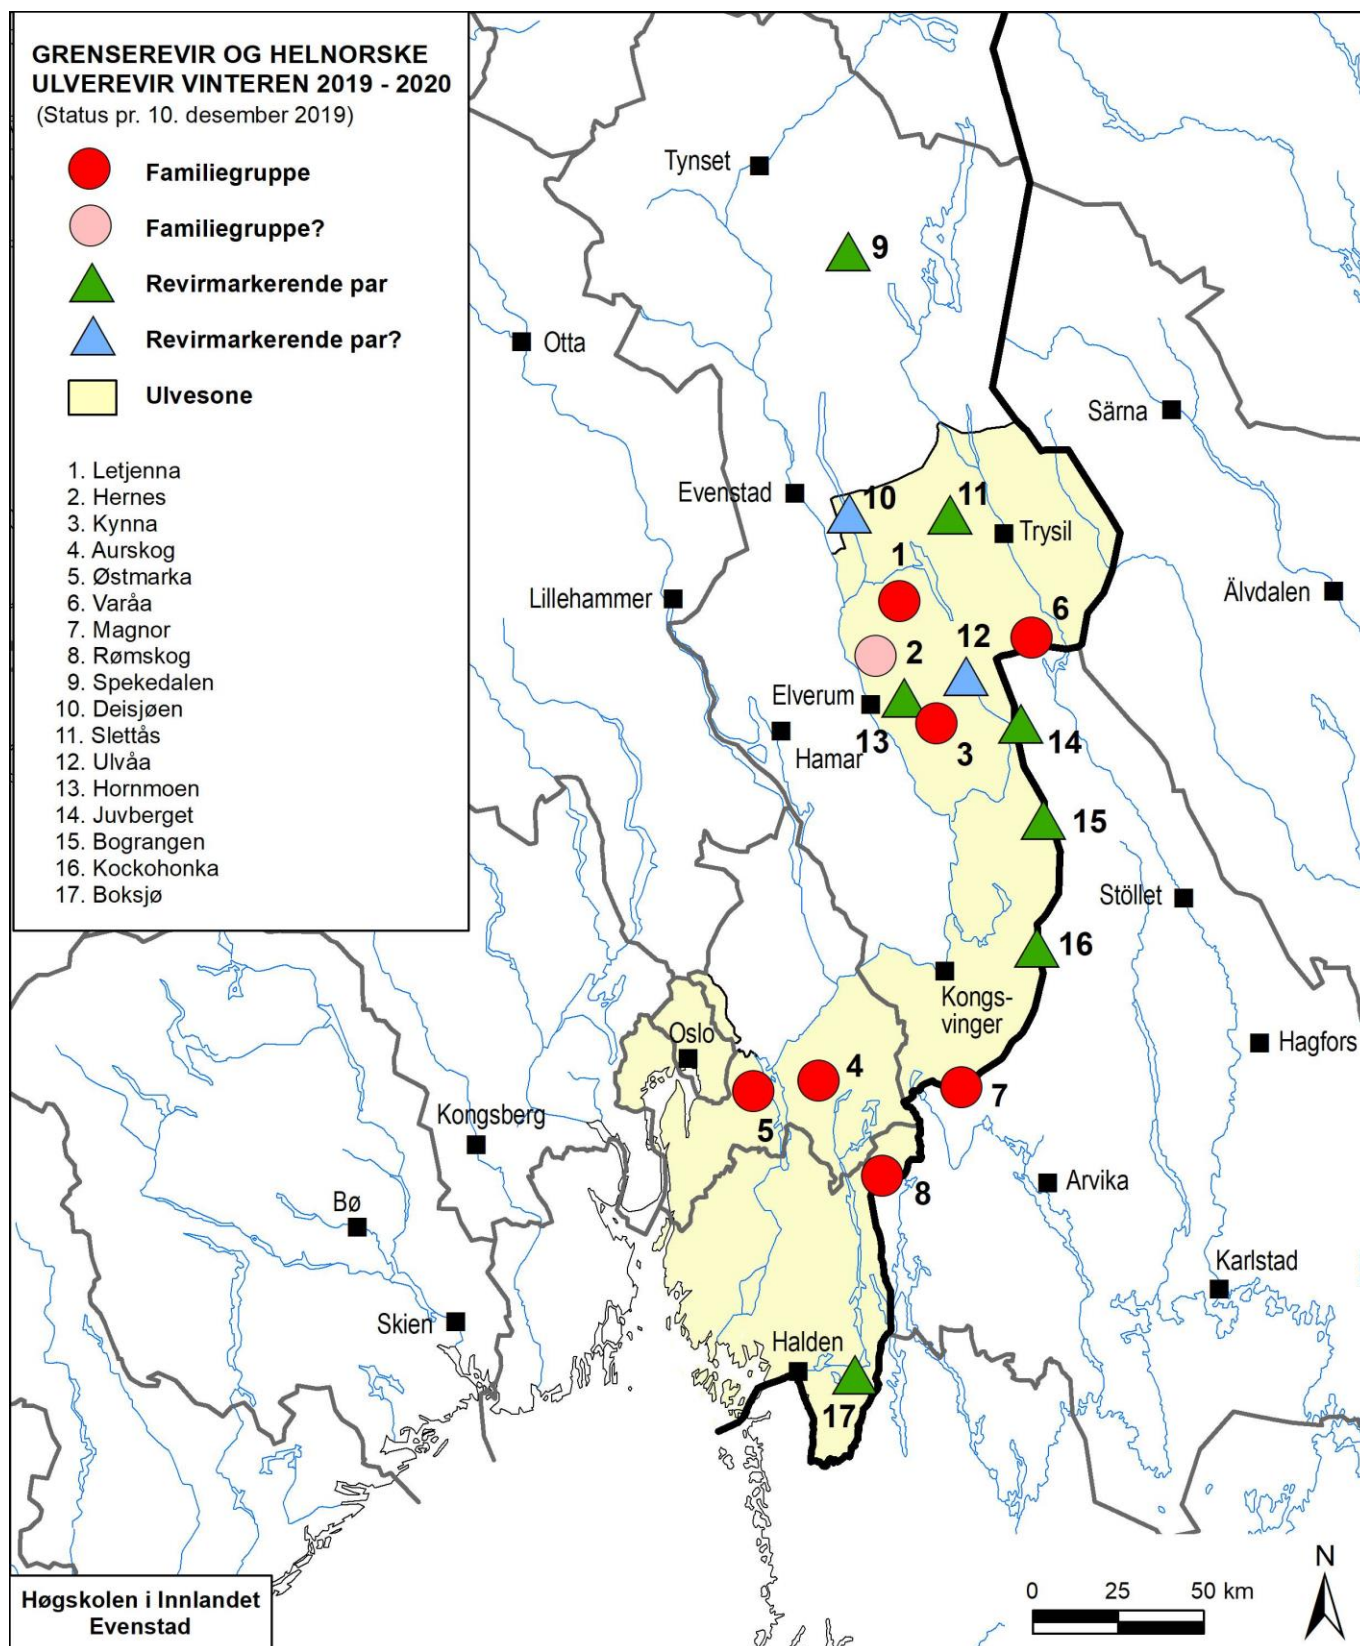 GRENSEREVIR OG HELNORSKE
ULVEREVIR VINTEREN 2019 - 2020
(Status pr. 10. desember 2019)
Familiegruppe
Familiegruppe?
Revirmarkerende par
Revirmarkerende par?
Ulvesone
1. Letjenna
2. Hernes
3. Kynna
4. Aurskog
5. Østmarka
6. Varåa
7. Magnor
8. Rømskog
9. Spekedalen
10. Deisjøen
11. Slettås
12. Ulvåa
13. Hornmoen
14. Juvberget
15. Bograngen
16. Kockohonka
17. Boksjø
Tynset
9
Otta
Särna
Evenstad
10
11
Trysil
1
Lillehammer
Älvdalen
6
12
2
Elverum
13
Hamar
3
14
15
Stöllet
16
Kongs-
vinger
Oslo
Hagfors
4
7
5
Kongsberg
8
Arvika
Bø
Karlstad
Skien
Halden
17
Høgskolen i Innlandet
Evenstad
0 25 50 km
N